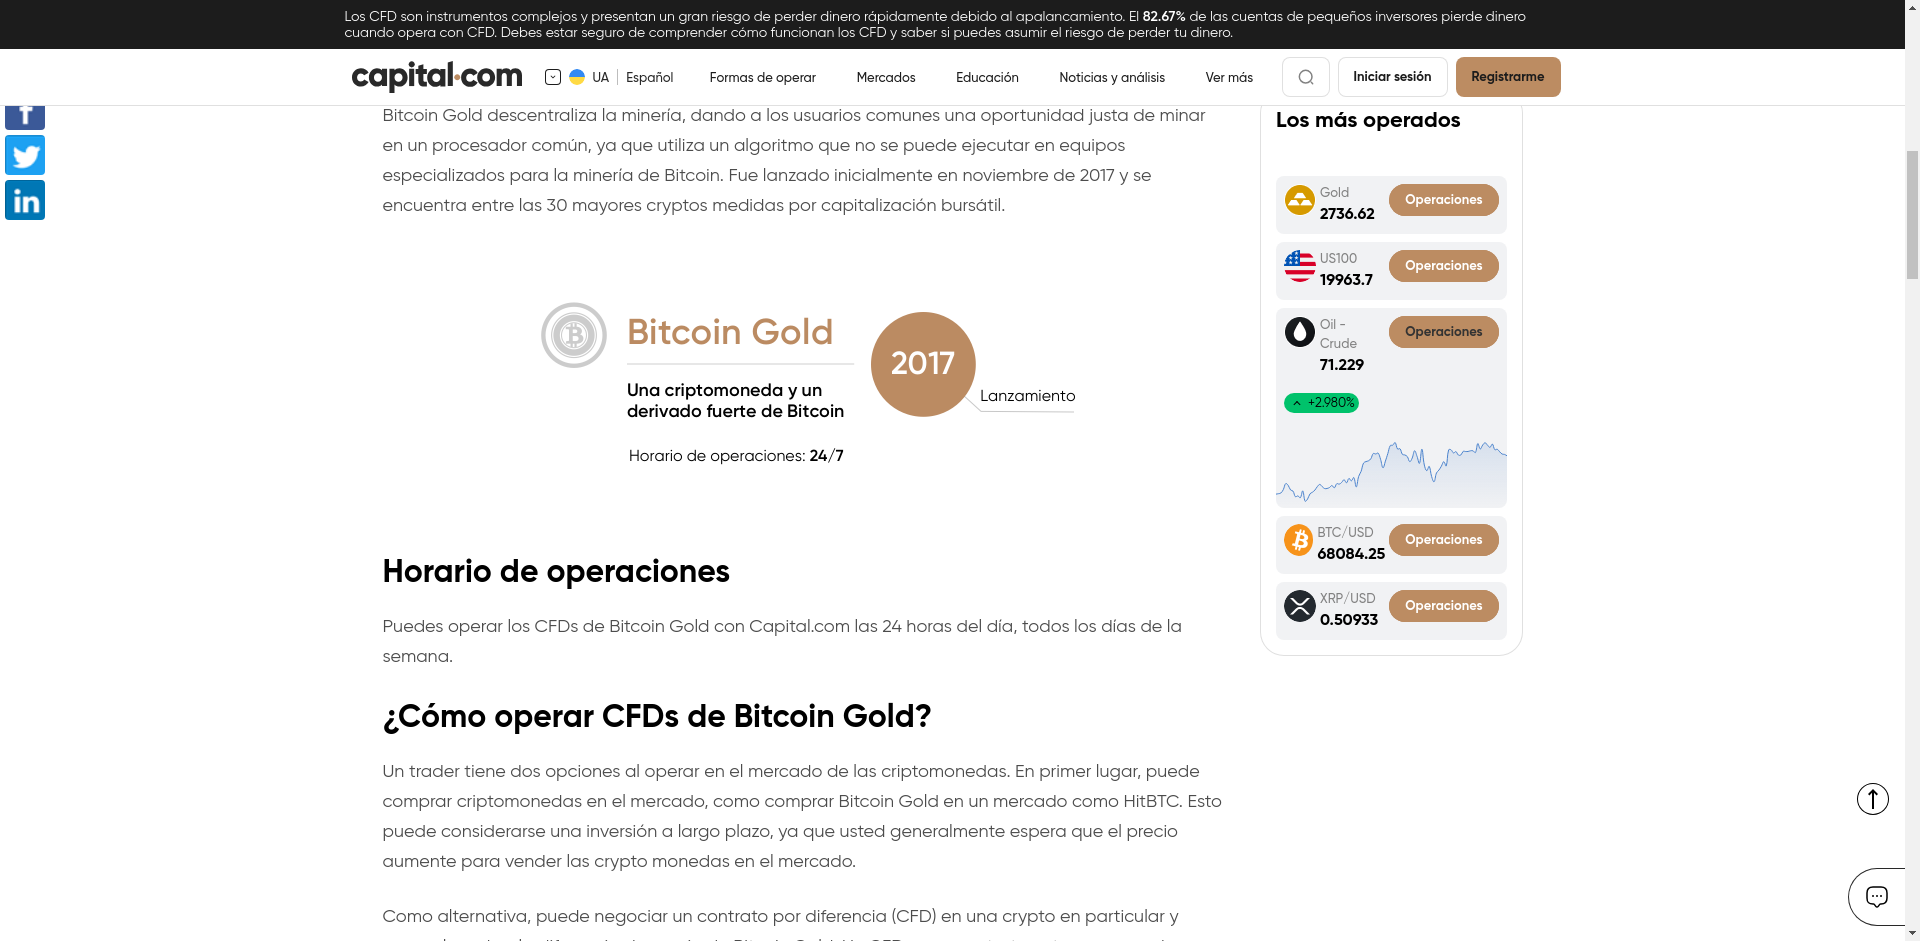 Los CFD son instrumentos complejos y presentan un gran riesgo de perder dinero rápidamente debido al apalancamiento. El 82.67% de las cuentas de pequeños inversores pierde dinero
cuando opera con CFD. Debes estar seguro de comprender cómo funcionan los CFD y saber si puedes asumir el riesgo de perder tu dinero.
capital.com
UA
Español
Formas de operar
Mercados
Educación
Noticias y análisis
Ver más
Iniciar sesión
Registrarme
Bitcoin Gold descentraliza la minería, dando a los usuarios comunes una oportunidad justa de minar
en un procesador común, ya que utiliza un algoritmo que no se puede ejecutar en equipos
especializados para la minería de Bitcoin. Fue lanzado inicialmente en noviembre de 2017 y se
encuentra entre las 30 mayores cryptos medidas por capitalización bursátil.
Bitcoin Gold
Una criptomoneda y un
derivado fuerte de Bitcoin
Horario de operaciones: 24/7
2017
Lanzamiento
Horario de operaciones
Puedes operar los CFDs de Bitcoin Gold con Capital.com las 24 horas del día, todos los días de la
semana.
¿Cómo operar CFDs de Bitcoin Gold?
Un trader tiene dos opciones al operar en el mercado de las criptomonedas. En primer lugar, puede
comprar criptomonedas en el mercado, como comprar Bitcoin Gold en un mercado como HitBTC. Esto
puede considerarse una inversión a largo plazo, ya que usted generalmente espera que el precio
aumente para vender las crypto monedas en el mercado.
Como alternativa, puede negociar un contrato por diferencia (CFD) en una crypto en particular y
Los más operados
Gold
2736.62
Operaciones
US100
19963.7
Operaciones
Oil -
Crude
71.229
Operaciones
+2.980%
BTC/USD
68084.25
Operaciones
XRP/USD
0.50933
Operaciones